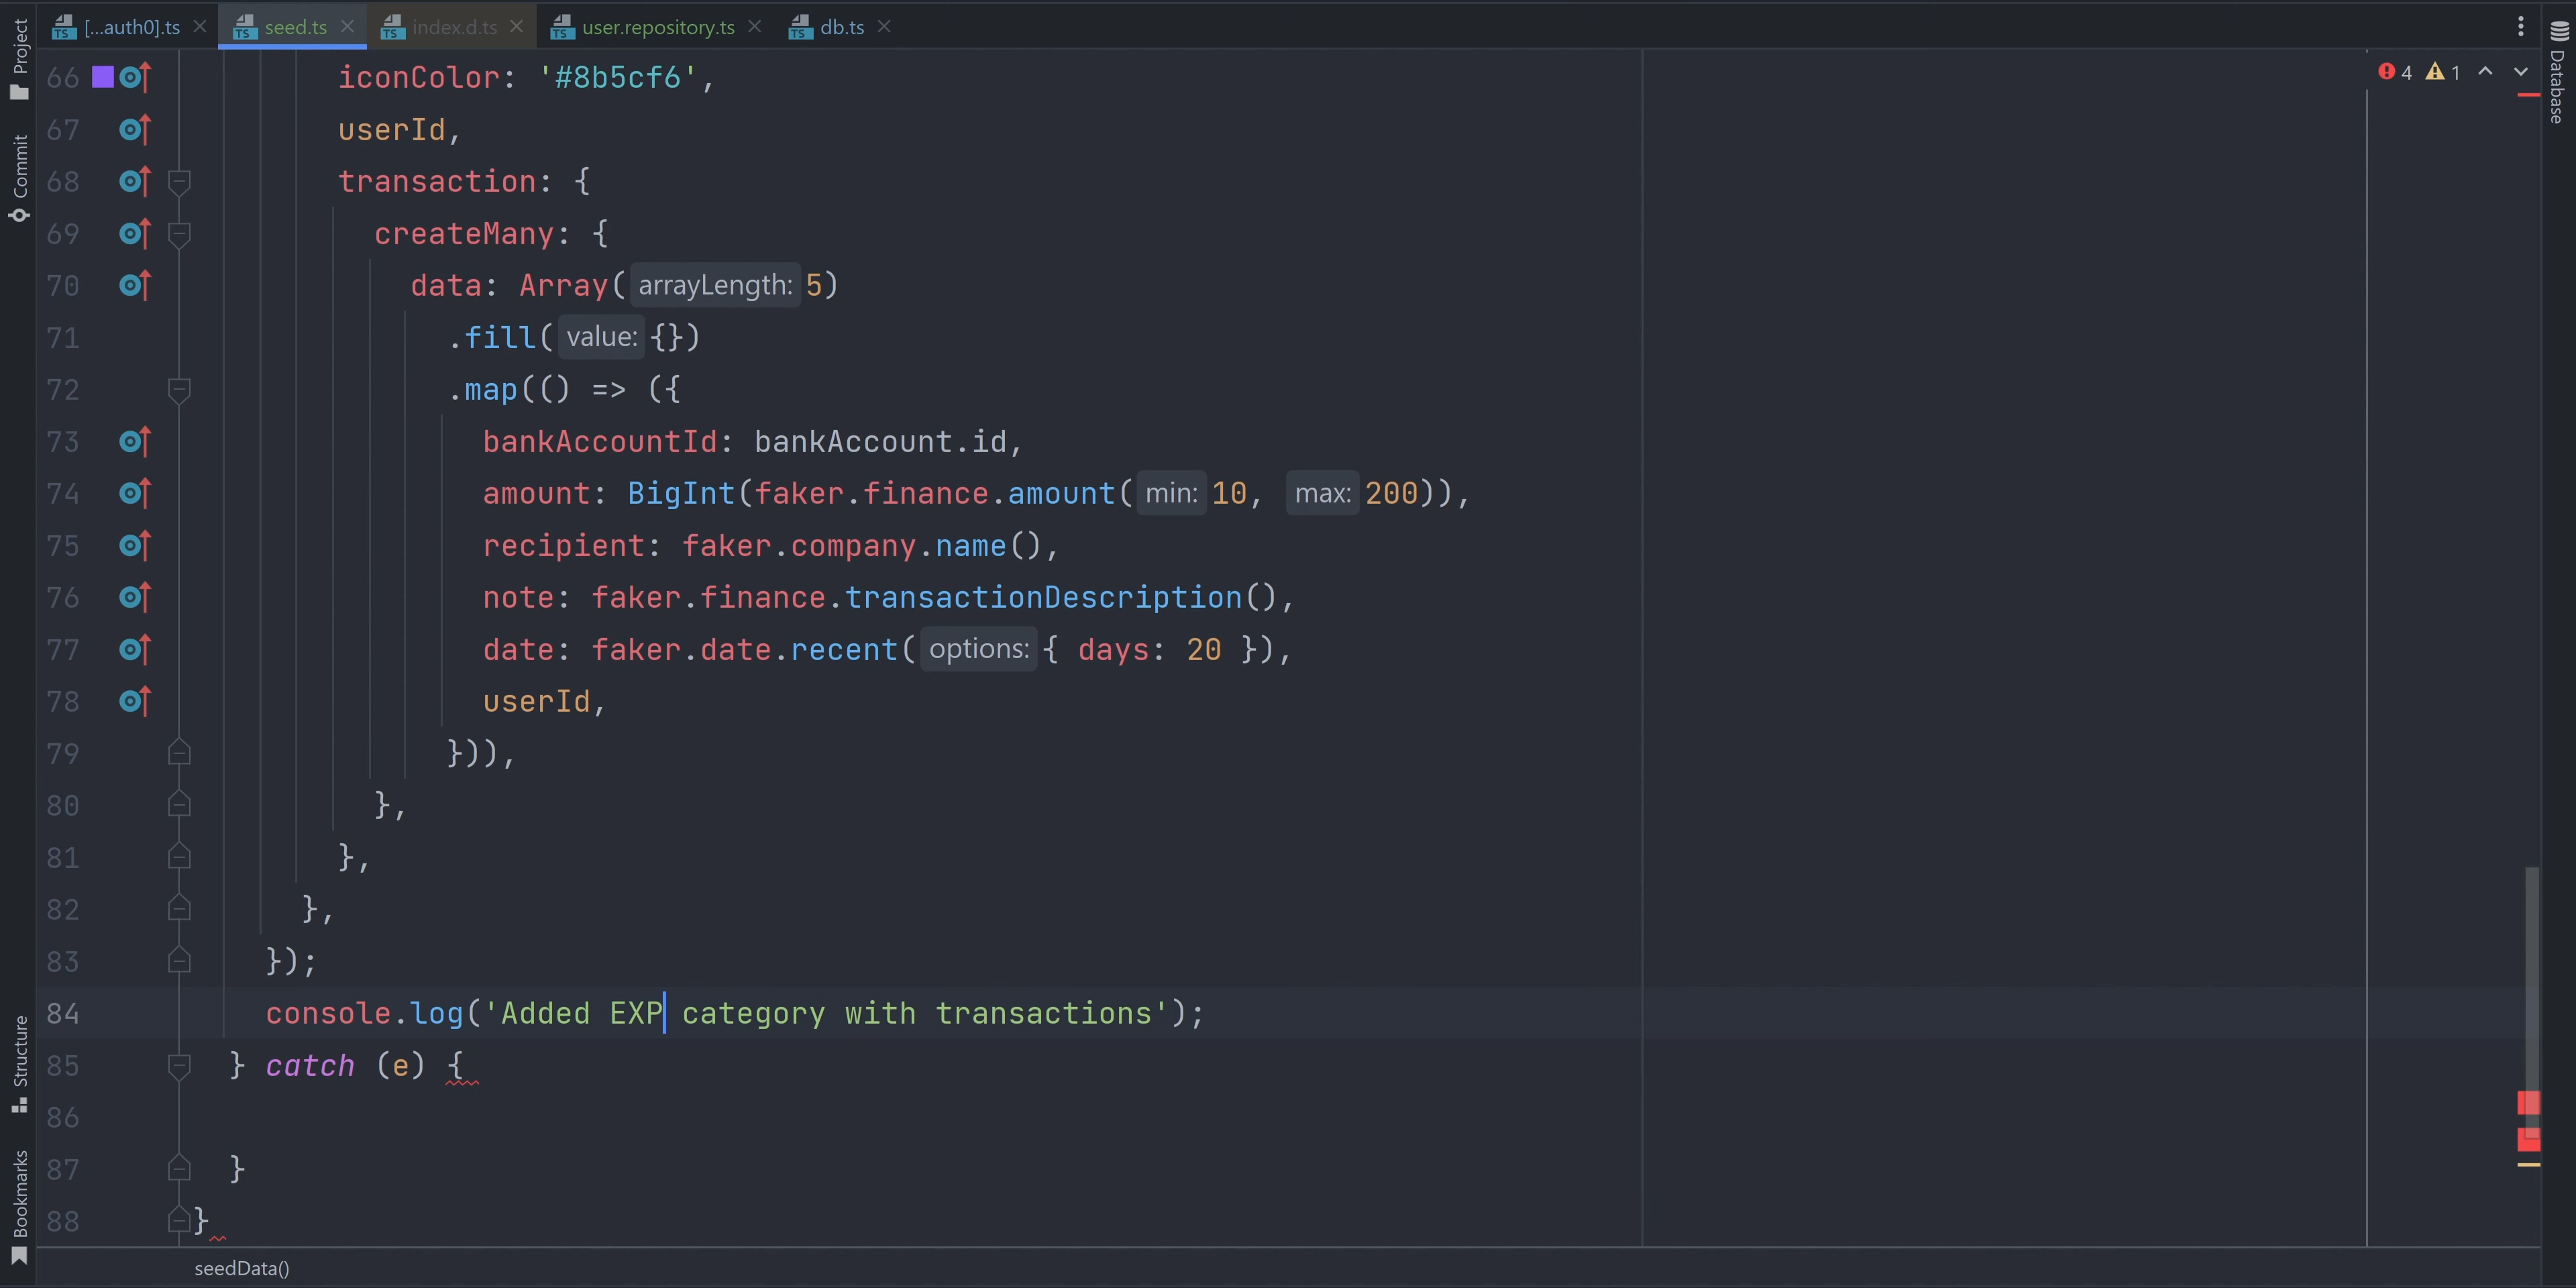 [...auth0].ts seed.ts index.d.ts user.repository.ts db.ts
4 1
Project
Commit
Structure
Bookmarks
Database
66 iconColor: '#8b5cf6',
67 userId,
68 transaction: {
69 createMany: {
70 data: Array( arrayLength: 5)
71 .fill( value: {})
72 .map(() => ({
73 bankAccountId: bankAccount.id,
74 amount: BigInt(faker.finance.amount( min: 10, max: 200)),
75 recipient: faker.company.name(),
76 note: faker.finance.transactionDescription(),
77 date: faker.date.recent( options: { days: 20 }),
78 userId,
79 })),
80 },
81 },
82 },
83 });
84 console.log('Added EXP category with transactions');
85 } catch (e) {
86
87 }
88 }
seedData()